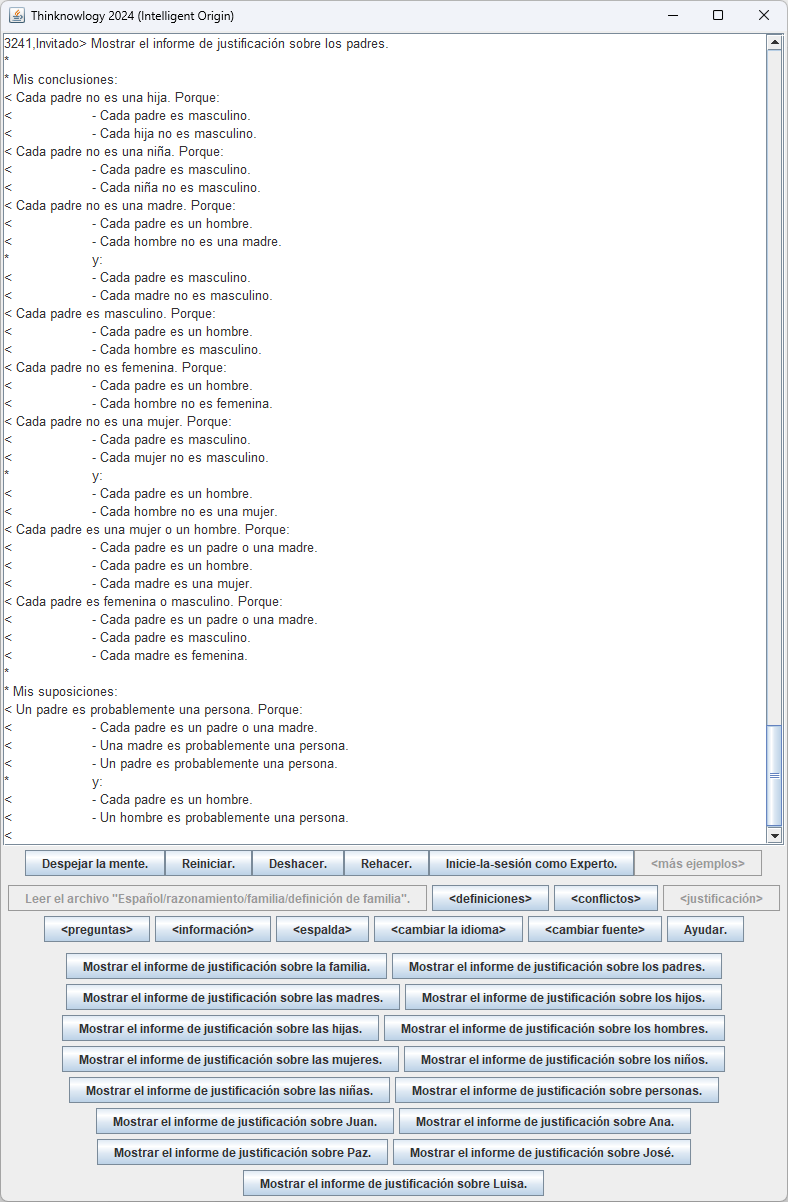 Thinknowlogy 2024 (Intelligent Origin)
3241,Invitado> Mostrar el informe de justificación sobre los padres.
*
* Mis conclusiones:
< Cada padre no es una hija. Porque:
< - Cada padre es masculino.
< - Cada hija no es masculino.
< Cada padre no es una niña. Porque:
< - Cada padre es masculino.
< - Cada niña no es masculino.
< Cada padre no es una madre. Porque:
< - Cada padre es un hombre.
< - Cada hombre no es una madre.
* y:
< - Cada padre es masculino.
< - Cada madre no es masculino.
< Cada padre es masculino. Porque:
< - Cada padre es un hombre.
< - Cada hombre es masculino.
< Cada padre no es femenina. Porque:
< - Cada padre es un hombre.
< - Cada hombre no es femenina.
< Cada padre no es una mujer. Porque:
< - Cada padre es masculino.
< - Cada mujer no es masculino.
* y:
< - Cada padre es un hombre.
< - Cada hombre no es una mujer.
< Cada padre es una mujer o un hombre. Porque:
< - Cada padre es un padre o una madre.
< - Cada padre es un hombre.
< - Cada madre es una mujer.
< Cada padre es femenina o masculino. Porque:
< - Cada padre es un padre o una madre.
< - Cada padre es masculino.
< - Cada madre es femenina.
*
* Mis suposiciones:
< Un padre es probablemente una persona. Porque:
< - Cada padre es un padre o una madre.
< - Una madre es probablemente una persona.
< - Un padre es probablemente una persona.
* y:
< - Cada padre es un hombre.
< - Un hombre es probablemente una persona.
<
Despejar la mente. Reiniciar. Deshacer. Rehacer. Inicie-la-sesión como Experto. <más ejemplos>
Leer el archivo "Español/razonamiento/familia/definición de familia". <definiciones> <conflictos> <justificación>
<preguntas> <información> <espalda> <cambiar la idioma> <cambiar fuente> Ayudar.
Mostrar el informe de justificación sobre la familia. Mostrar el informe de justificación sobre los padres.
Mostrar el informe de justificación sobre las madres. Mostrar el informe de justificación sobre los hijos.
Mostrar el informe de justificación sobre las hijas. Mostrar el informe de justificación sobre los hombres.
Mostrar el informe de justificación sobre las mujeres. Mostrar el informe de justificación sobre los niños.
Mostrar el informe de justificación sobre las niñas. Mostrar el informe de justificación sobre personas.
Mostrar el informe de justificación sobre Juan. Mostrar el informe de justificación sobre Ana.
Mostrar el informe de justificación sobre Paz. Mostrar el informe de justificación sobre José.
Mostrar el informe de justificación sobre Luisa.